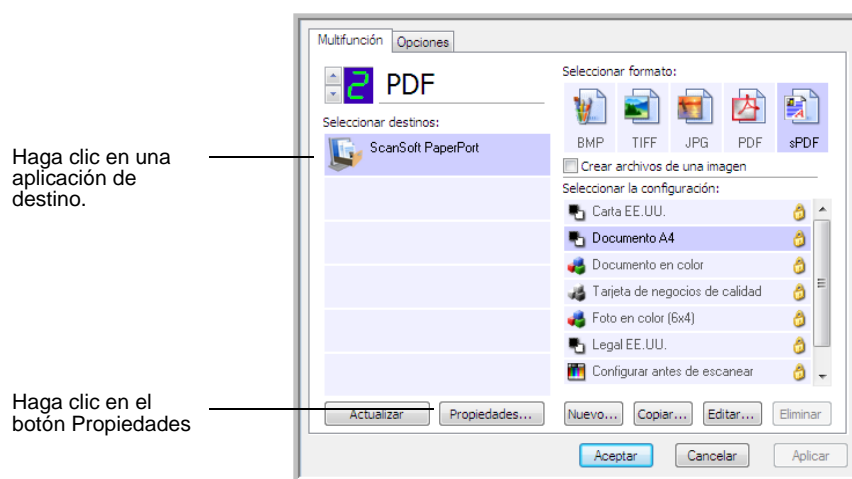 Multifunción
Opciones
2 PDF
Seleccionar destinos:
ScanSoft PaperPort
Actualizar
Propiedades...
Seleccionar formato:
BMP
TIFF
JPG
PDF
sPDF
Crear archivos de una imagen
Seleccionar la configuración:
Carta EE.UU.
Documento A4
Documento en color
Tarjeta de negocios de calidad
Foto en color (6x4)
Legal EE.UU.
Configurar antes de escanear
Nuevo...
Copiar...
Editar...
Eliminar
Aceptar
Cancelar
Aplicar
Haga clic en una
aplicación de
destino.
Haga clic en el
botón Propiedades